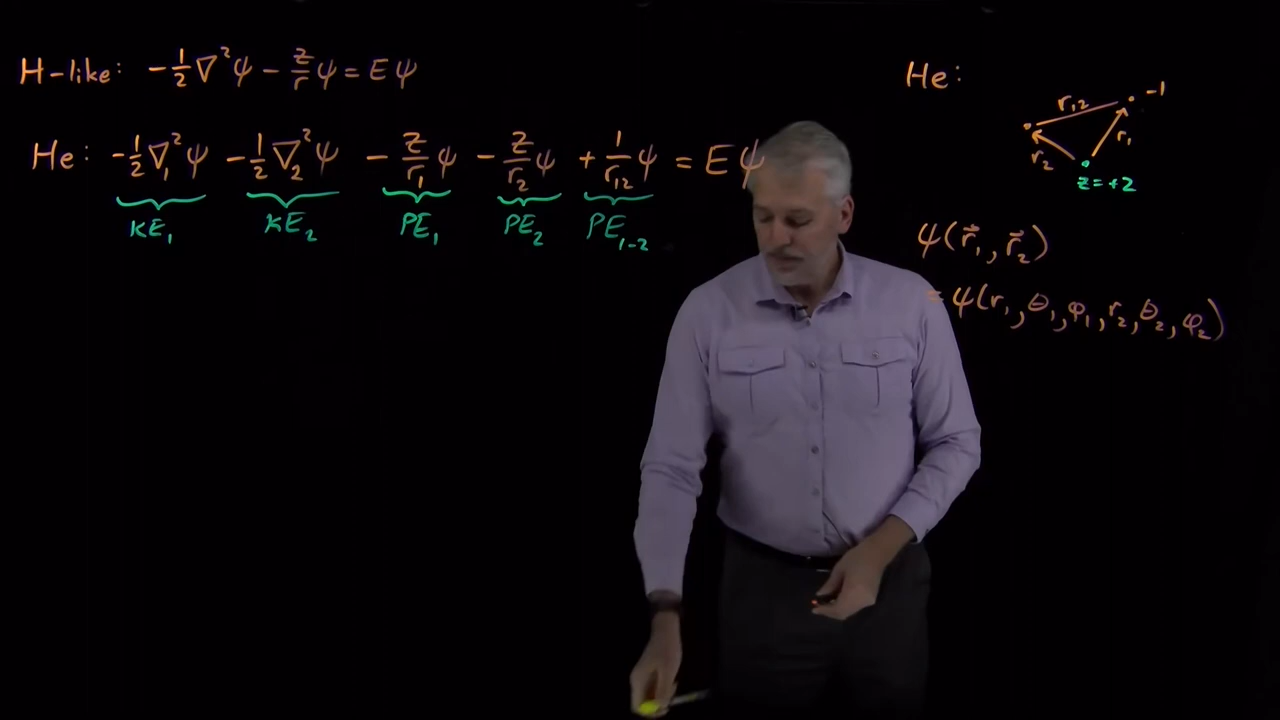 H-like: -½∇²ψ - z/r ψ = Eψ
He: -½∇₁²ψ - ½∇₂²ψ - z/r₁ ψ - z/r₂ ψ + 1/r₁₂ ψ = Eψ
KE₁ KE₂ PE₁ PE₂ PE₁₋₂
He:
-1
r₁₂
r₁
r₂
z=+2
ψ(r⃗₁, r⃗₂)
= ψ(r₁, θ₁, φ₁, r₂, θ₂, φ₂)